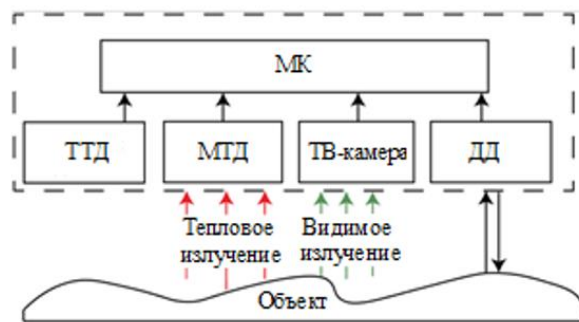 МК
ТТД
МТД
ТВ-камера
ДД
Тепловое
излучение
Видимое
излучение
Объект